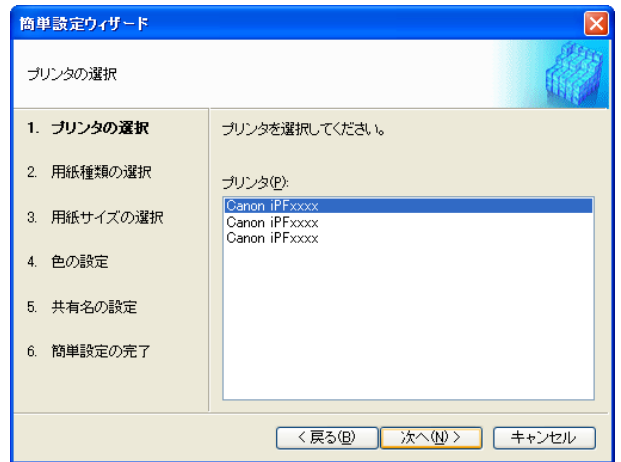 簡単設定ウィザード
プリンタの選択
1. プリンタの選択
2. 用紙種類の選択
3. 用紙サイズの選択
4. 色の設定
5. 共有名の設定
6. 簡単設定の完了
プリンタを選択してください。
プリンタ(P):
Canon iPFxxxx
Canon iPFxxxx
Canon iPFxxxx
< 戻る(B)
次へ(N) >
キャンセル